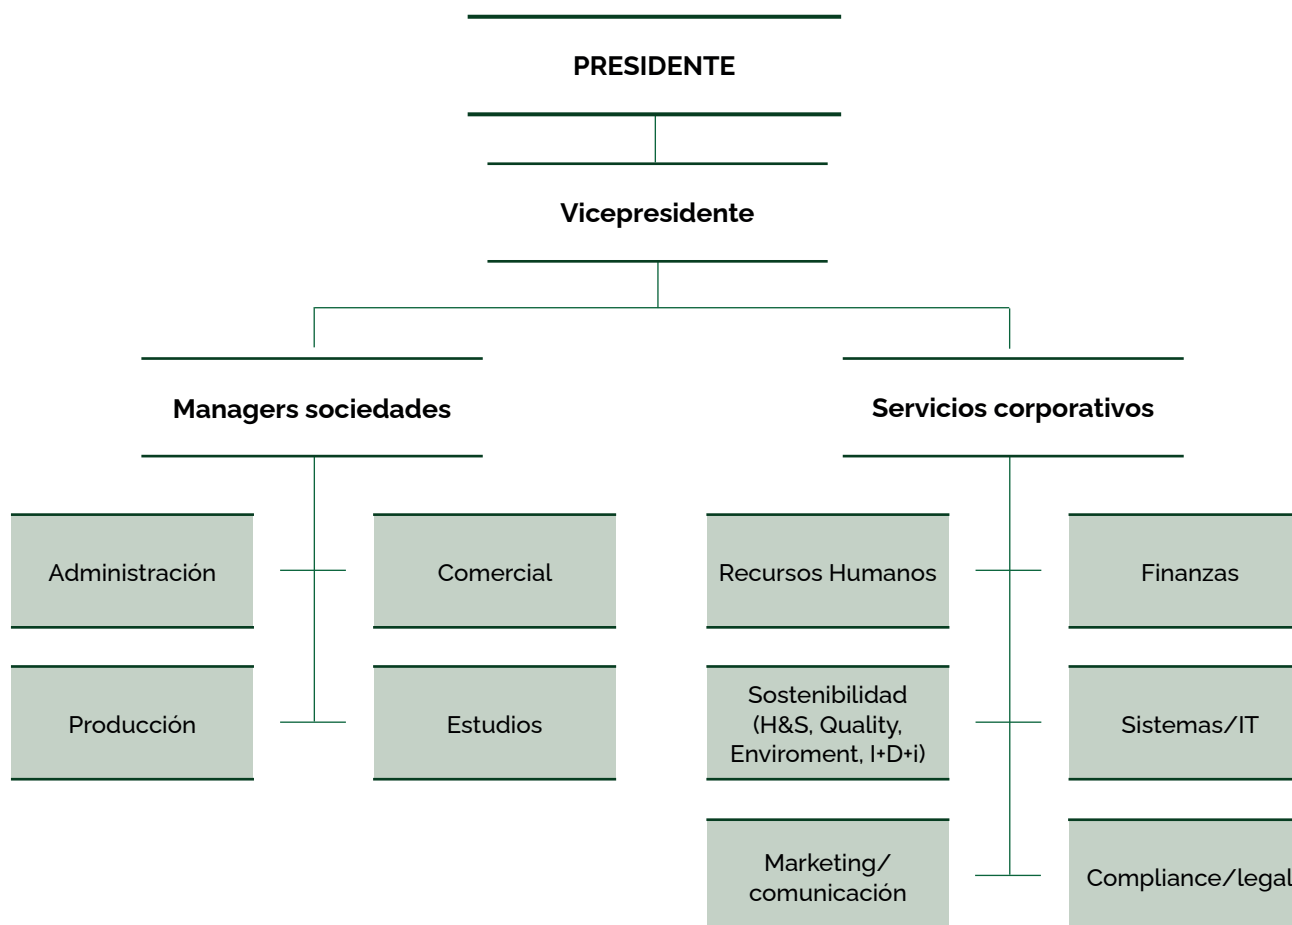 PRESIDENTE
Vicepresidente
Managers sociedades
Servicios corporativos
Administración
Comercial
Recursos Humanos
Finanzas
Producción
Estudios
Sostenibilidad
(H&S, Quality,
Enviroment, I+D+i)
Sistemas/IT
Marketing/
comunicación
Compliance/legal